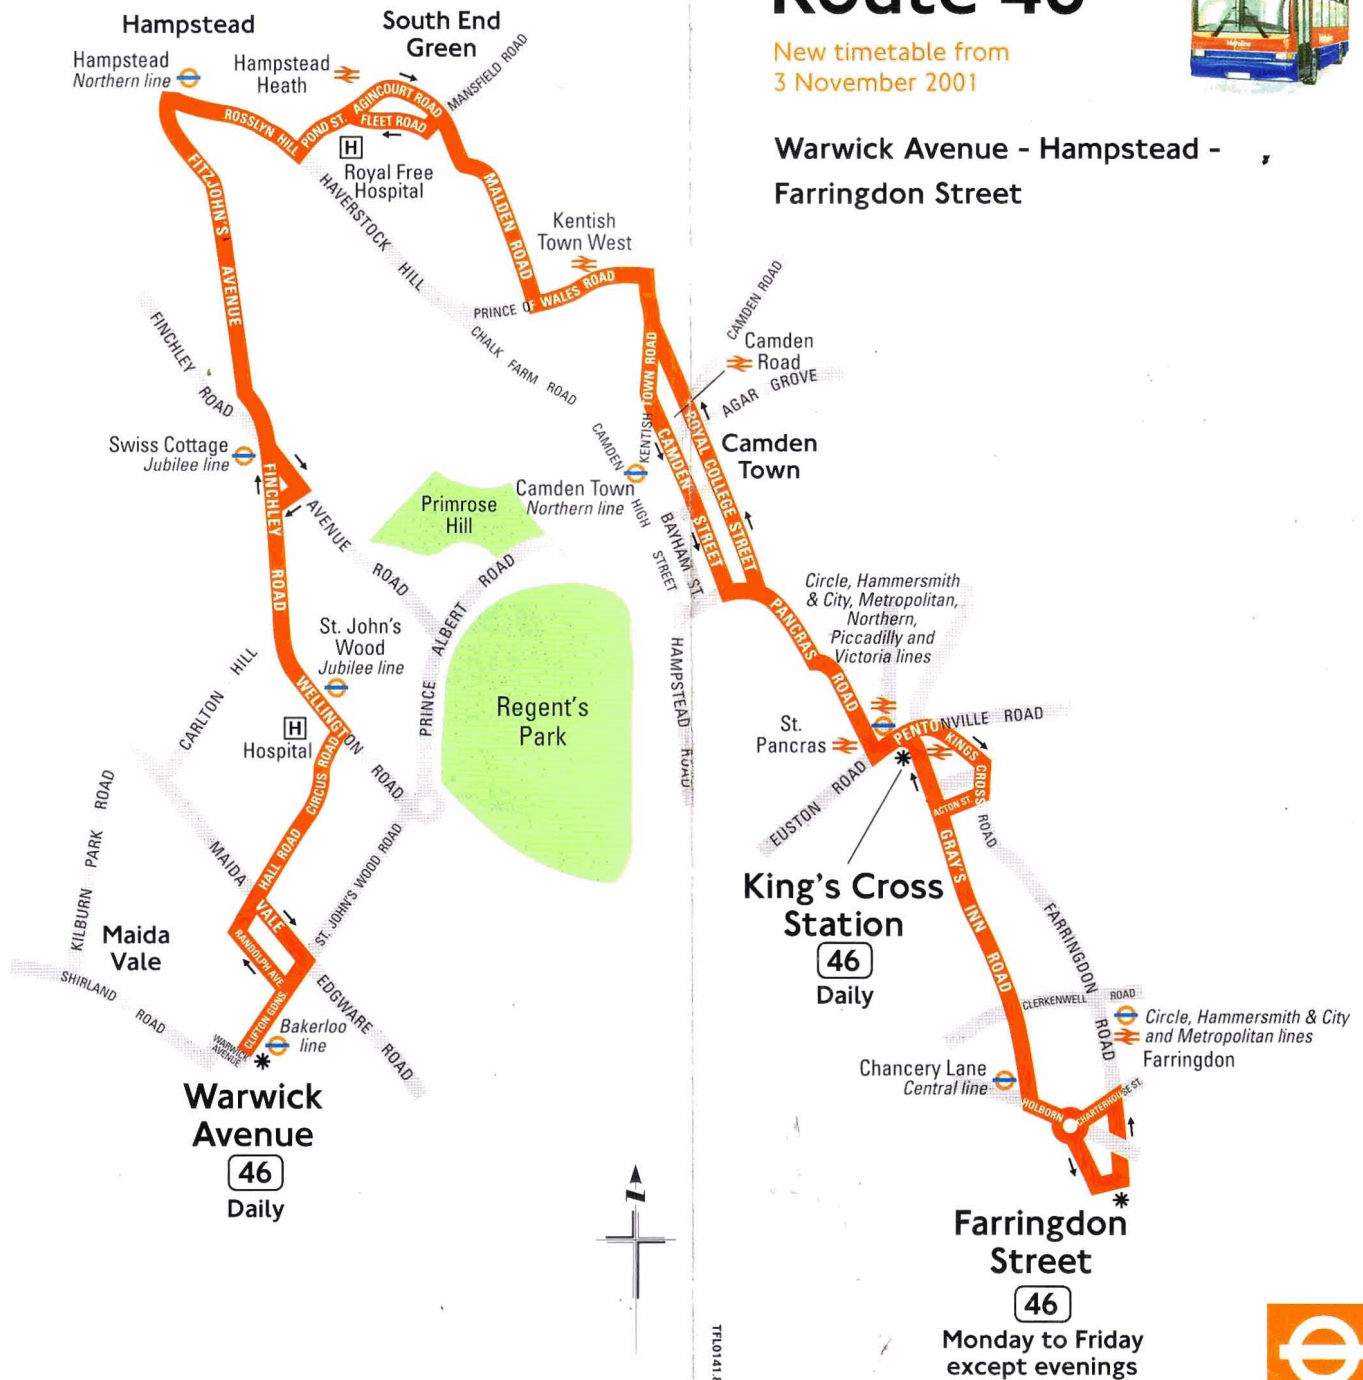 Route 46
New timetable from
3 November 2001
Warwick Avenue - Hampstead -
Farringdon Street
Hampstead
South End
Green
Hampstead
Northern line
Hampstead
Heath
MANSFIELD ROAD
AGINCOURT ROAD
FLEET ROAD
POND ST.
ROSSLYN HILL
H
Royal Free
Hospital
FITZJOHN'S AVENUE
HAVERSTOCK HILL
MALDEN ROAD
Kentish
Town West
PRINCE OF WALES ROAD
CHALK FARM ROAD
CAMDEN ROAD
Camden
Road
AGAR GROVE
KENTISH TOWN ROAD
FINCHLEY ROAD
Swiss Cottage
Jubilee line
FINCHLEY ROAD
AVENUE ROAD
Primrose
Hill
CAMDEN HIGH STREET
Camden Town
Northern line
CAMDEN STREET
ROYAL COLLEGE STREET
Camden
Town
BAYHAM ST.
PRINCE ALBERT ROAD
Circle, Hammersmith
& City, Metropolitan,
Northern,
Piccadilly and
Victoria lines
PANCRAS ROAD
St. John's
Wood
Jubilee line
WELLINGTON ROAD
H
Hospital
CARLTON HILL
Regent's
Park
HAMPSTEAD ROAD
St.
Pancras
PENTONVILLE ROAD
KINGS CROSS ROAD
EUSTON ROAD
ACTON ST.
CIRCUS ROAD
HALL ROAD
ST. JOHN'S WOOD ROAD
KILBURN PARK ROAD
MAIDA VALE
Maida
Vale
RANDOLPH AVE.
CLIFTON GDNS.
SHIRLAND ROAD
EDGWARE ROAD
WARWICK
AVENUE
Bakerloo
line
Warwick
Avenue
46
Daily
King's Cross
Station
46
Daily
GRAY'S INN ROAD
FARRINGDON ROAD
CLERKENWELL ROAD
Circle, Hammersmith & City
and Metropolitan lines
Farringdon
Chancery Lane
Central line
HOLBORN
CHARTERHOUSE ST.
Farringdon
Street
46
Monday to Friday
except evenings